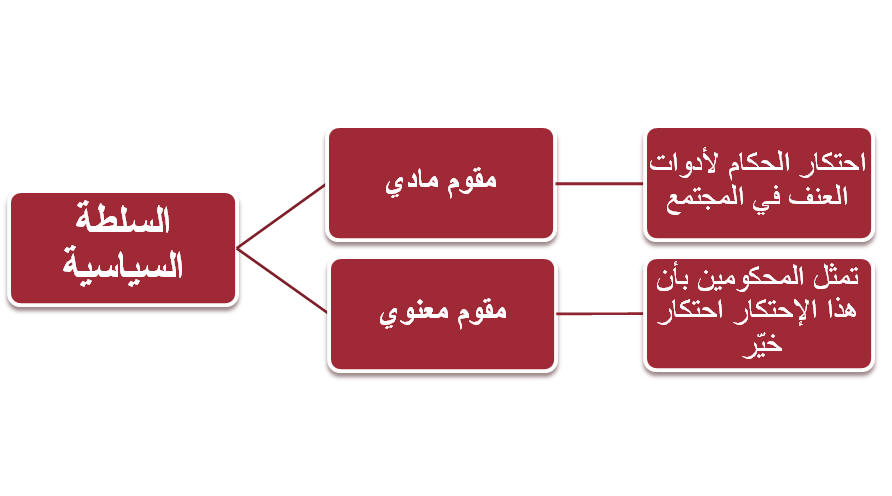 السلطة
السياسية
مقوم مادي
احتكار الحكام لأدوات
العنف في المجتمع
مقوم معنوي
تمثل المحكومين بأن
هذا الإحتكار احتكار
خيّر